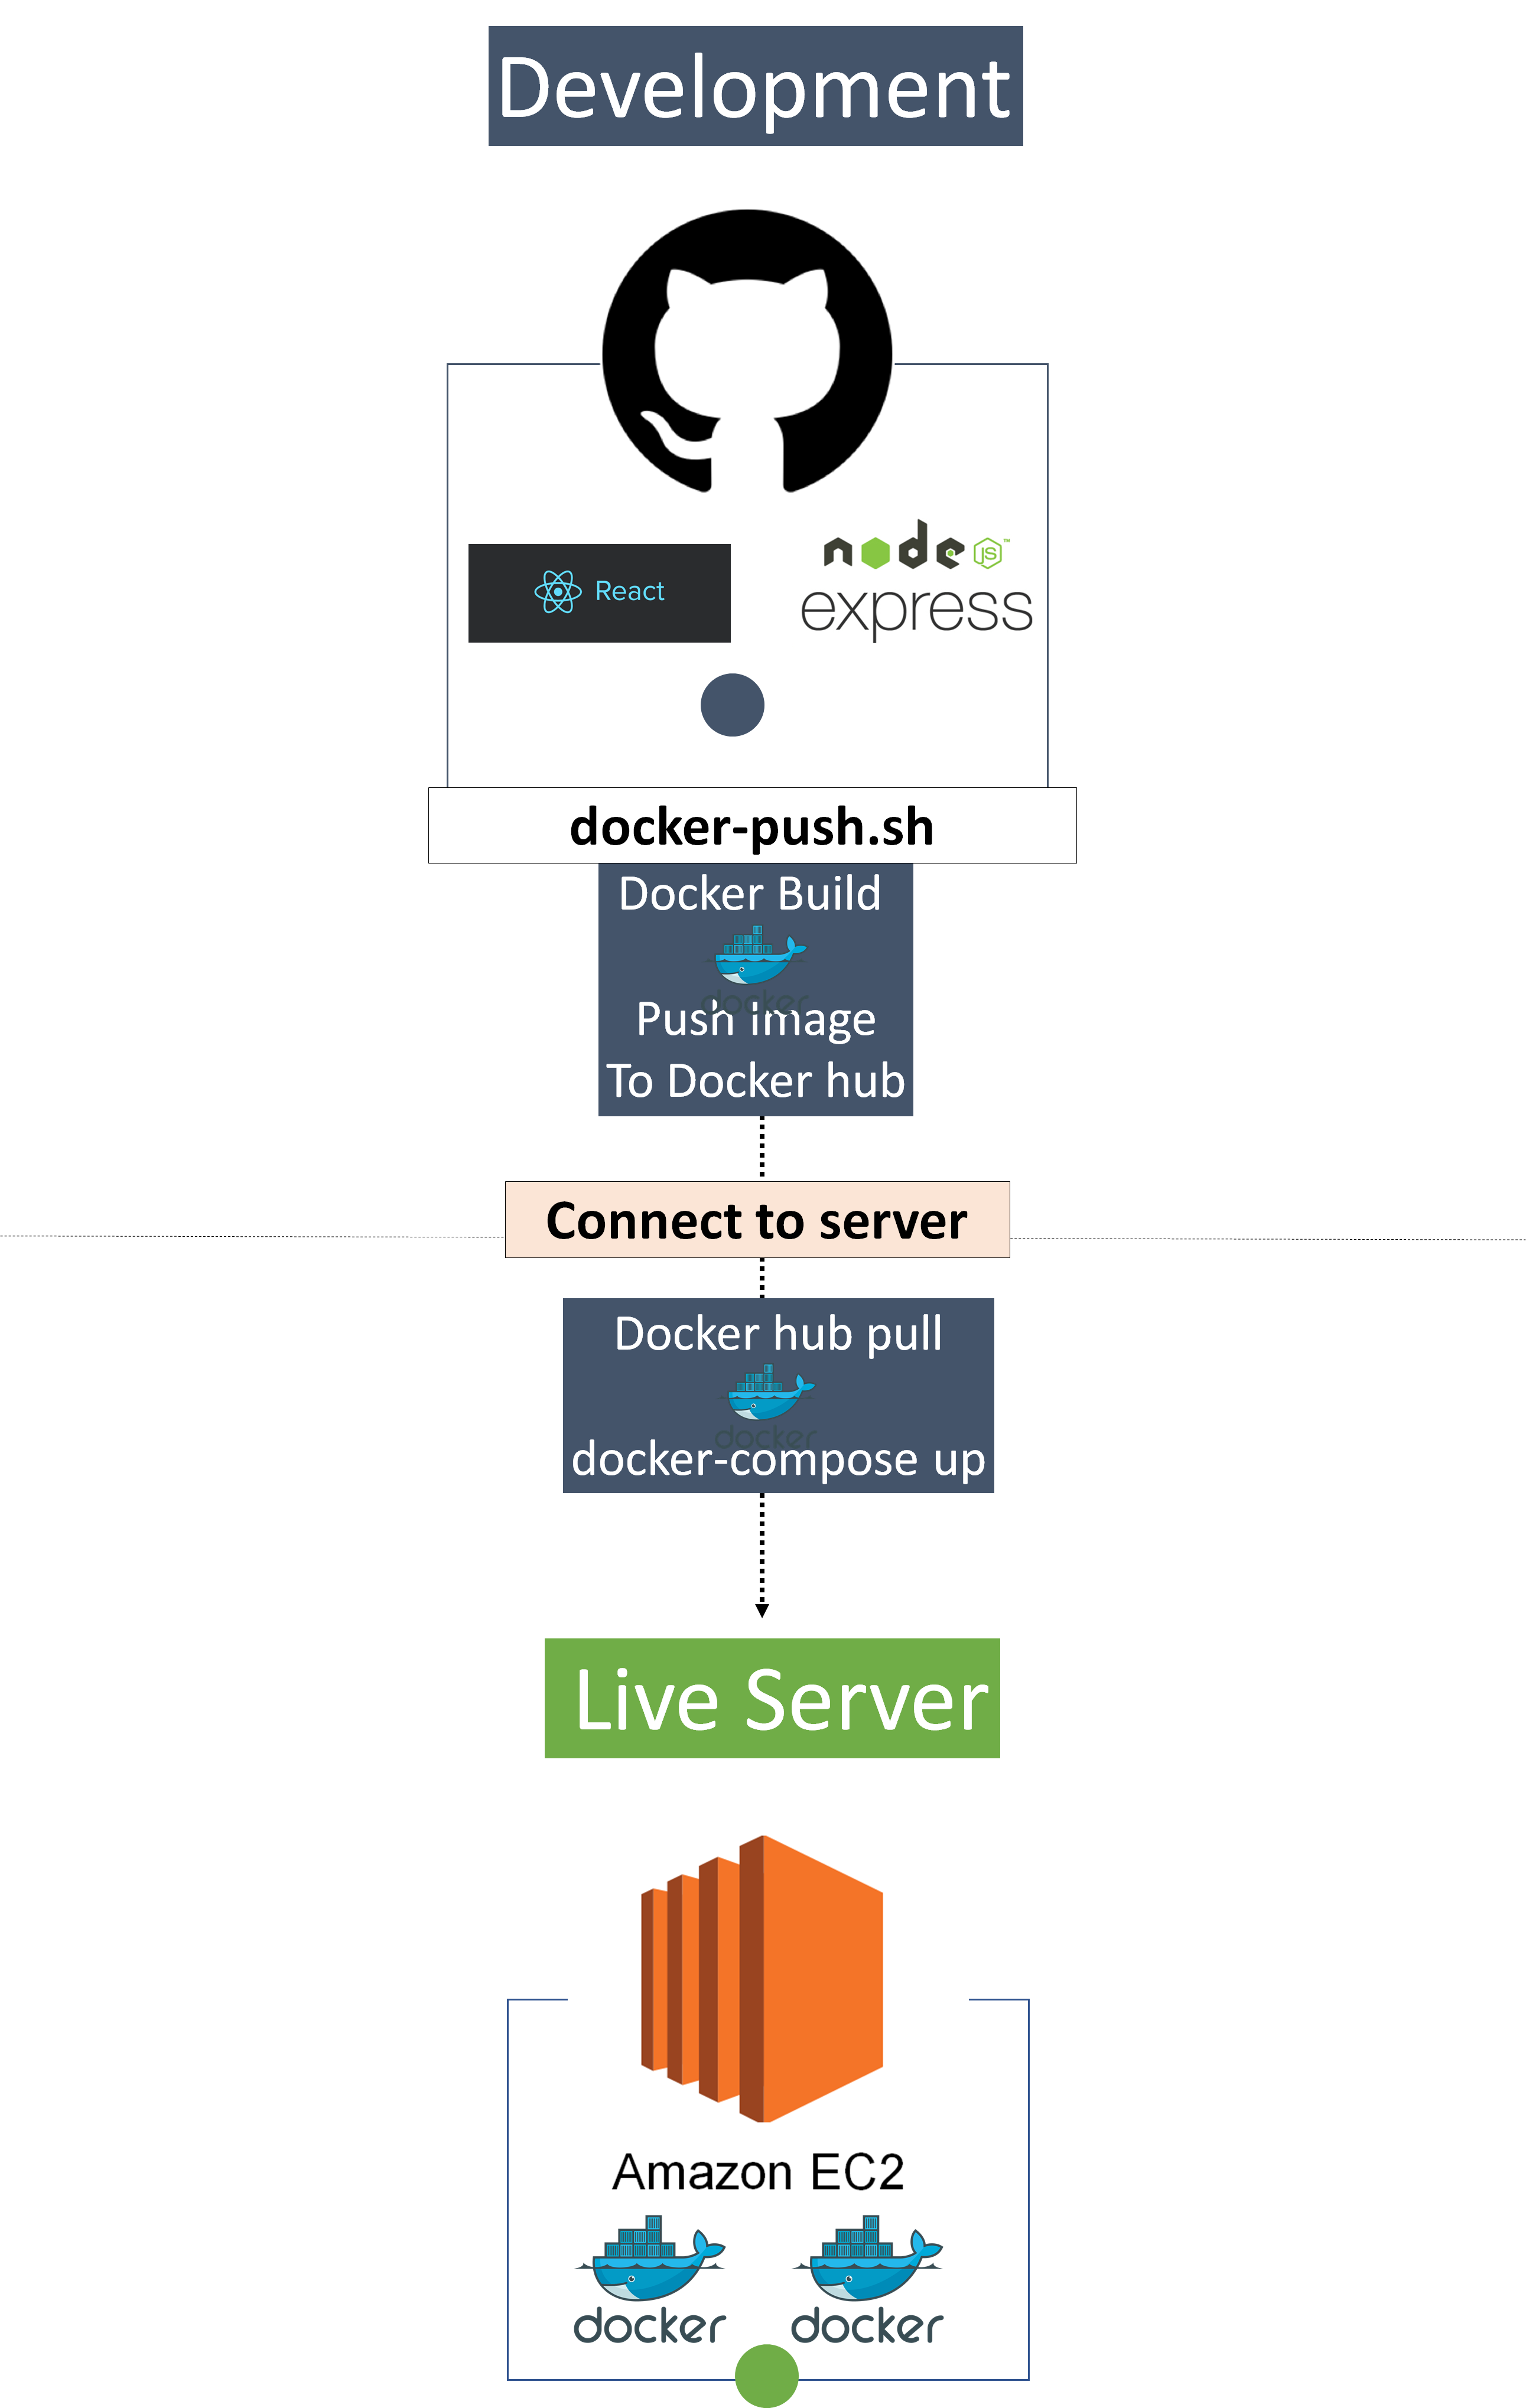 Development
React
node JS ™
express
docker-push.sh
Docker Build
docker
Push Image
To Docker hub
Connect to server
Docker hub pull
docker
docker-compose up
Live Server
Amazon EC2
docker docker